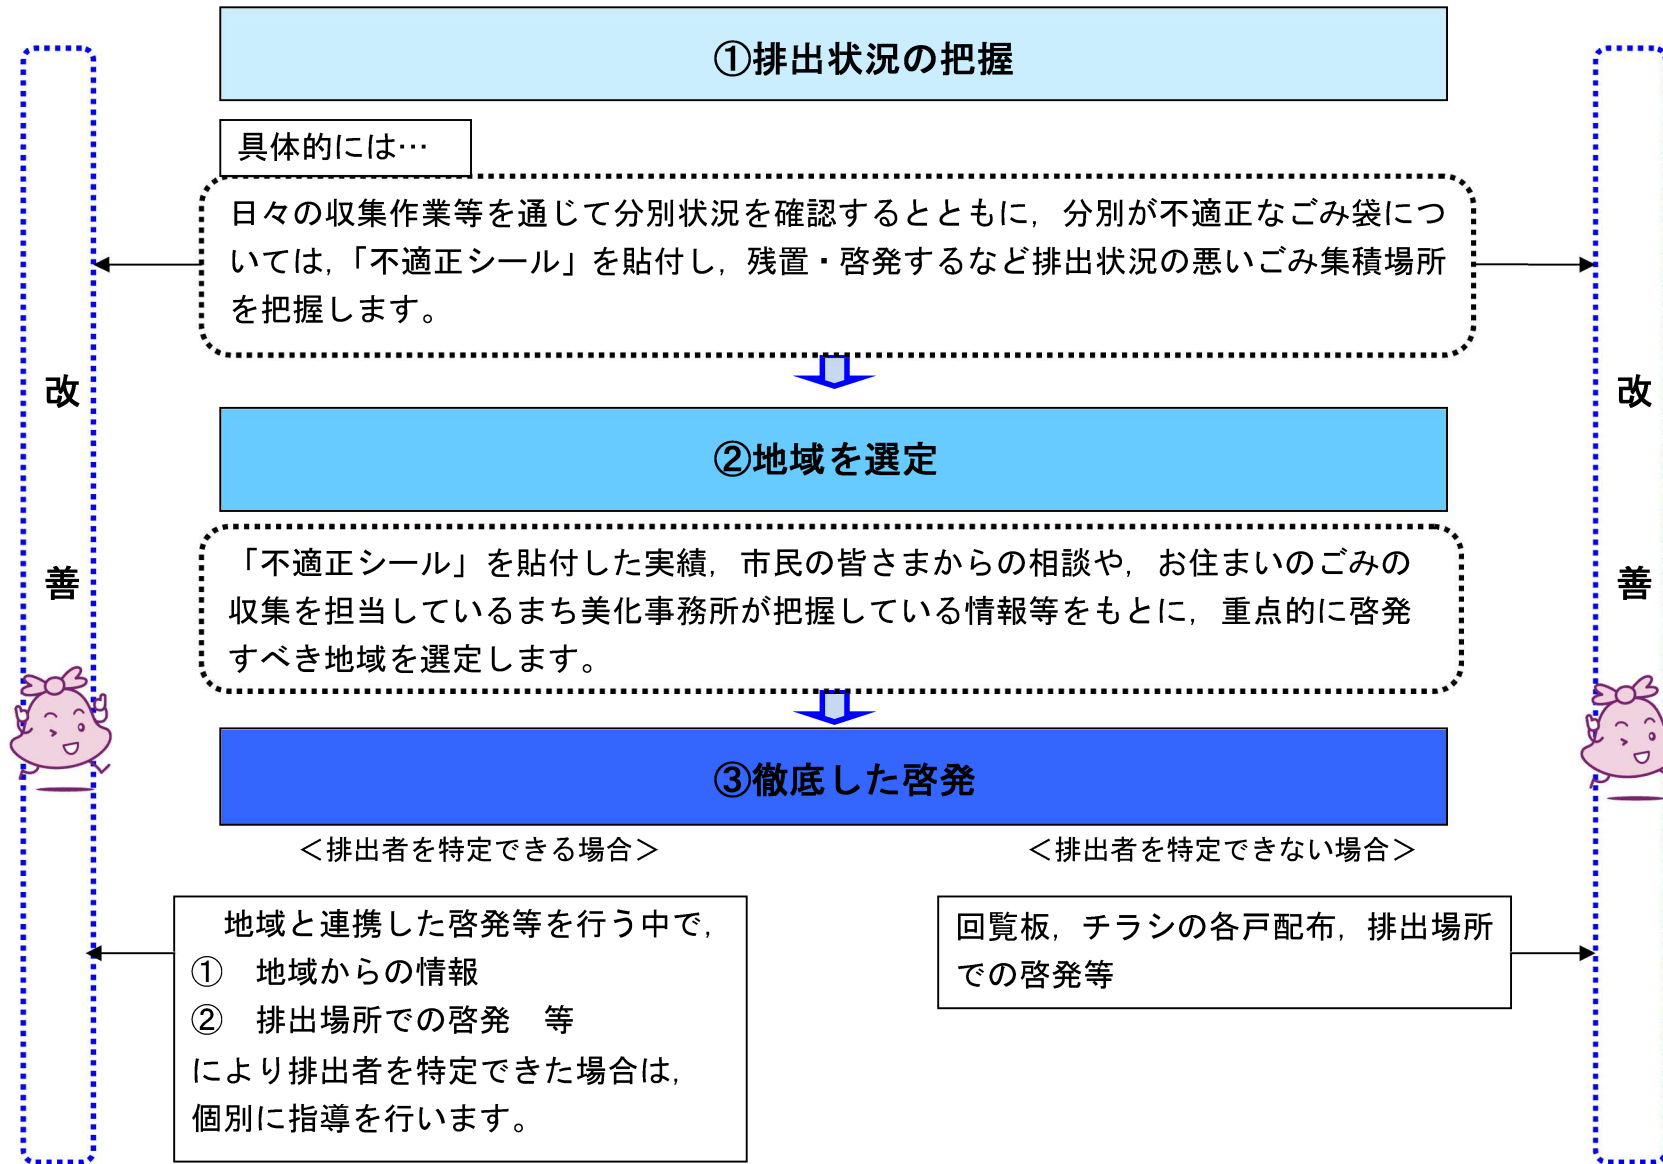 ①排出状況の把握
具体的には…
日々の収集作業等を通じて分別状況を確認するとともに，分別が不適正なごみ袋につ
いては，「不適正シール」を貼付し，残置・啓発するなど排出状況の悪いごみ集積場所
を把握します。
改
善
改
善
②地域を選定
「不適正シール」を貼付した実績，市民の皆さまからの相談や，お住まいのごみの
収集を担当しているまち美化事務所が把握している情報等をもとに，重点的に啓発
すべき地域を選定します。
③徹底した啓発
＜排出者を特定できる場合＞
地域と連携した啓発等を行う中で，
①　地域からの情報
②　排出場所での啓発　等
により排出者を特定できた場合は，
個別に指導を行います。
＜排出者を特定できない場合＞
回覧板，チラシの各戸配布，排出場所
での啓発等